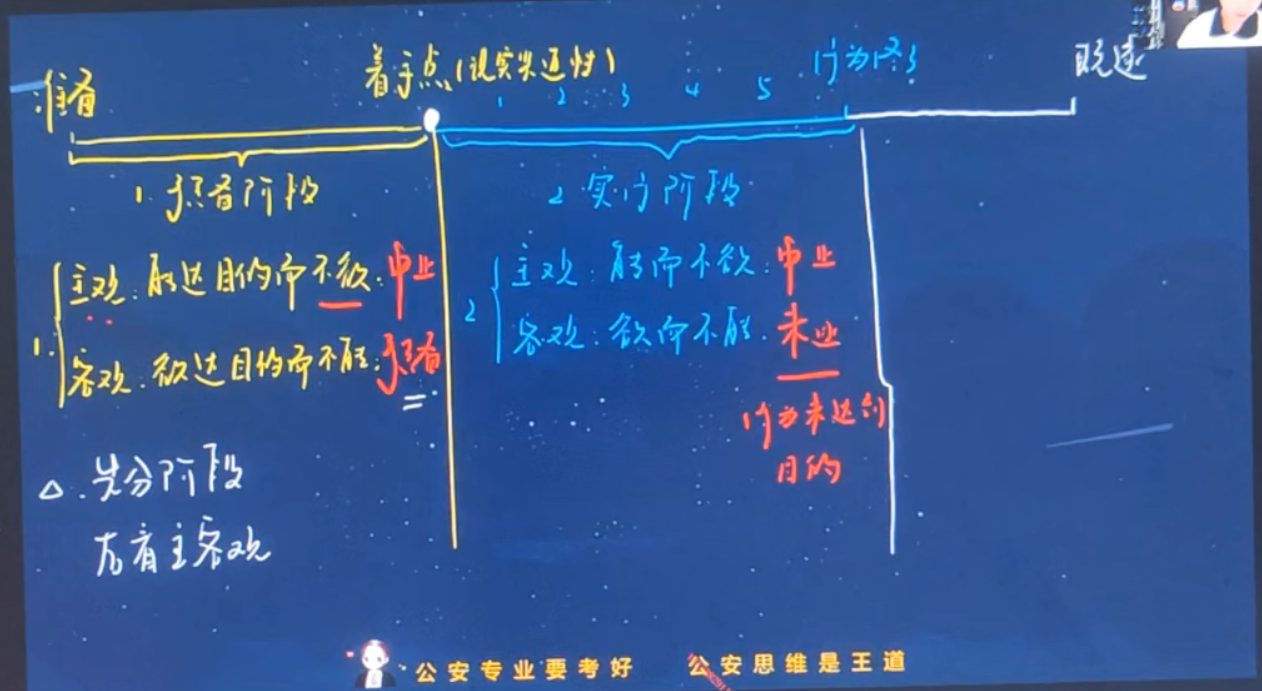 准备
着手点(现实紧迫性)
1 2 3 4 5
行为终了
既遂
1.预备阶段
2.实行阶段
1. 主观:能达目的而不欲:中止
客观:欲达目的而不能:预备
2 主观:能而不欲:中止
客观:欲而不能:未遂
行为未达到
目的
△.先分阶段
后看主客观
公安专业要考好 公安思维是王道